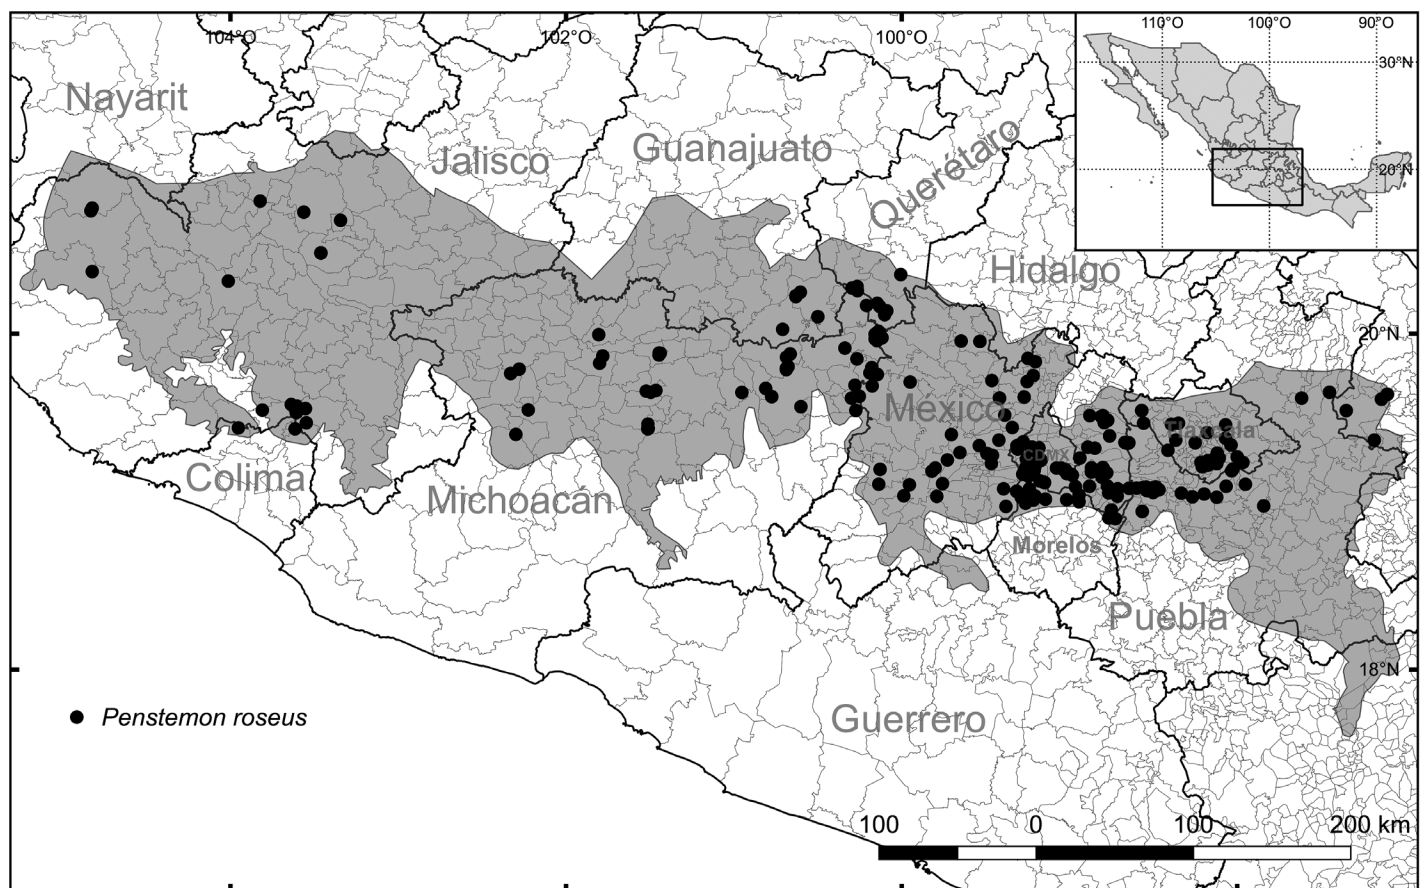 104°O
102°O
100°O
110°O
100°O
90°O
30°N
20°N
Nayarit
Jalisco
Guanajuato
Querétaro
Hidalgo
20°N
México
Tlaxcala
CDMX
Colima
Michoacán
Morelos
Puebla
18°N
Penstemon roseus
Guerrero
100 0 100 200 km